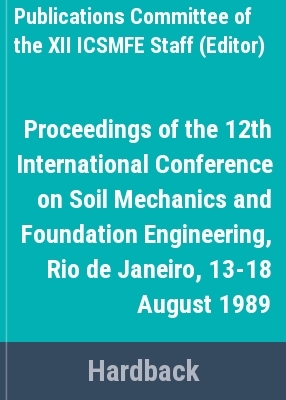 Publications Committee of
the XII ICSMFE Staff (Editor)
Proceedings of the 12th
International Conference
on Soil Mechanics and
Foundation Engineering,
Rio de Janeiro, 13-18
August 1989
Hardback